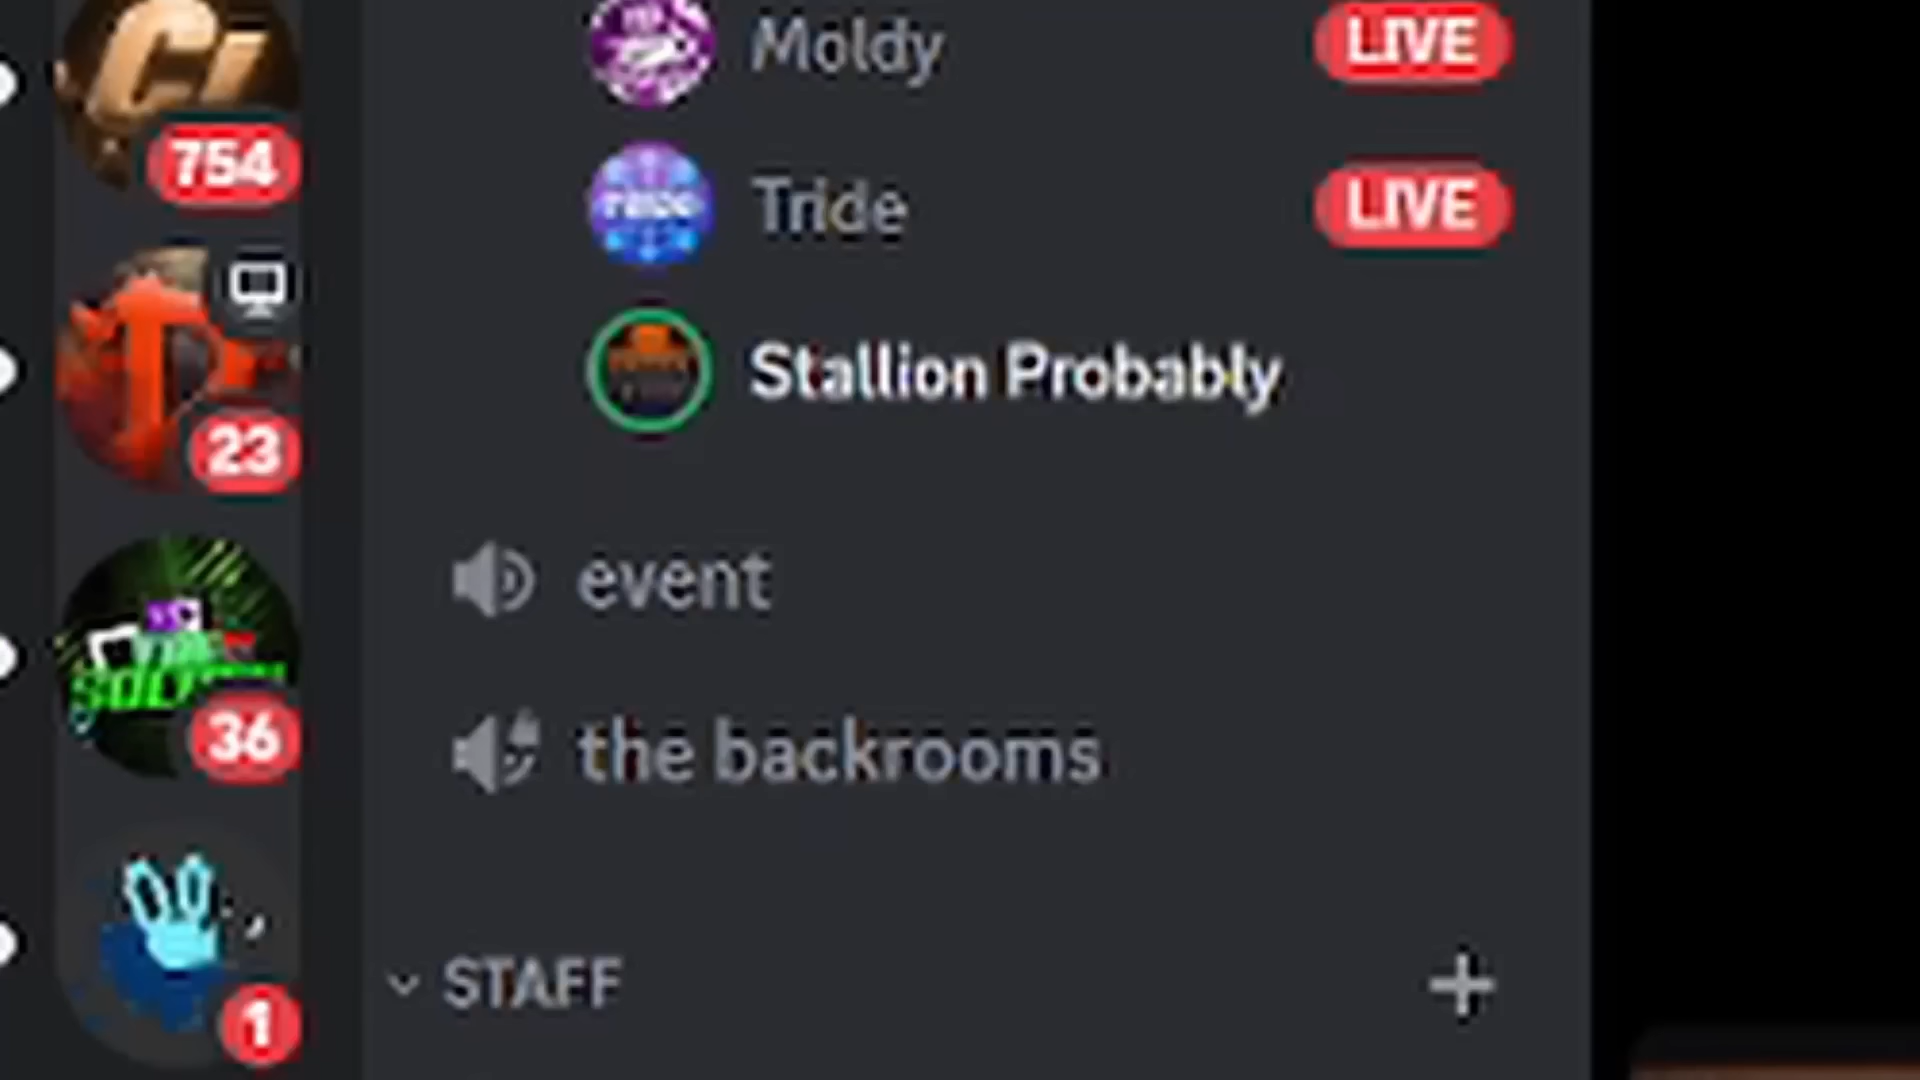 Moldy LIVE
754
Tride LIVE
Stallion Probably
23
event
36
the backrooms
STAFF
1